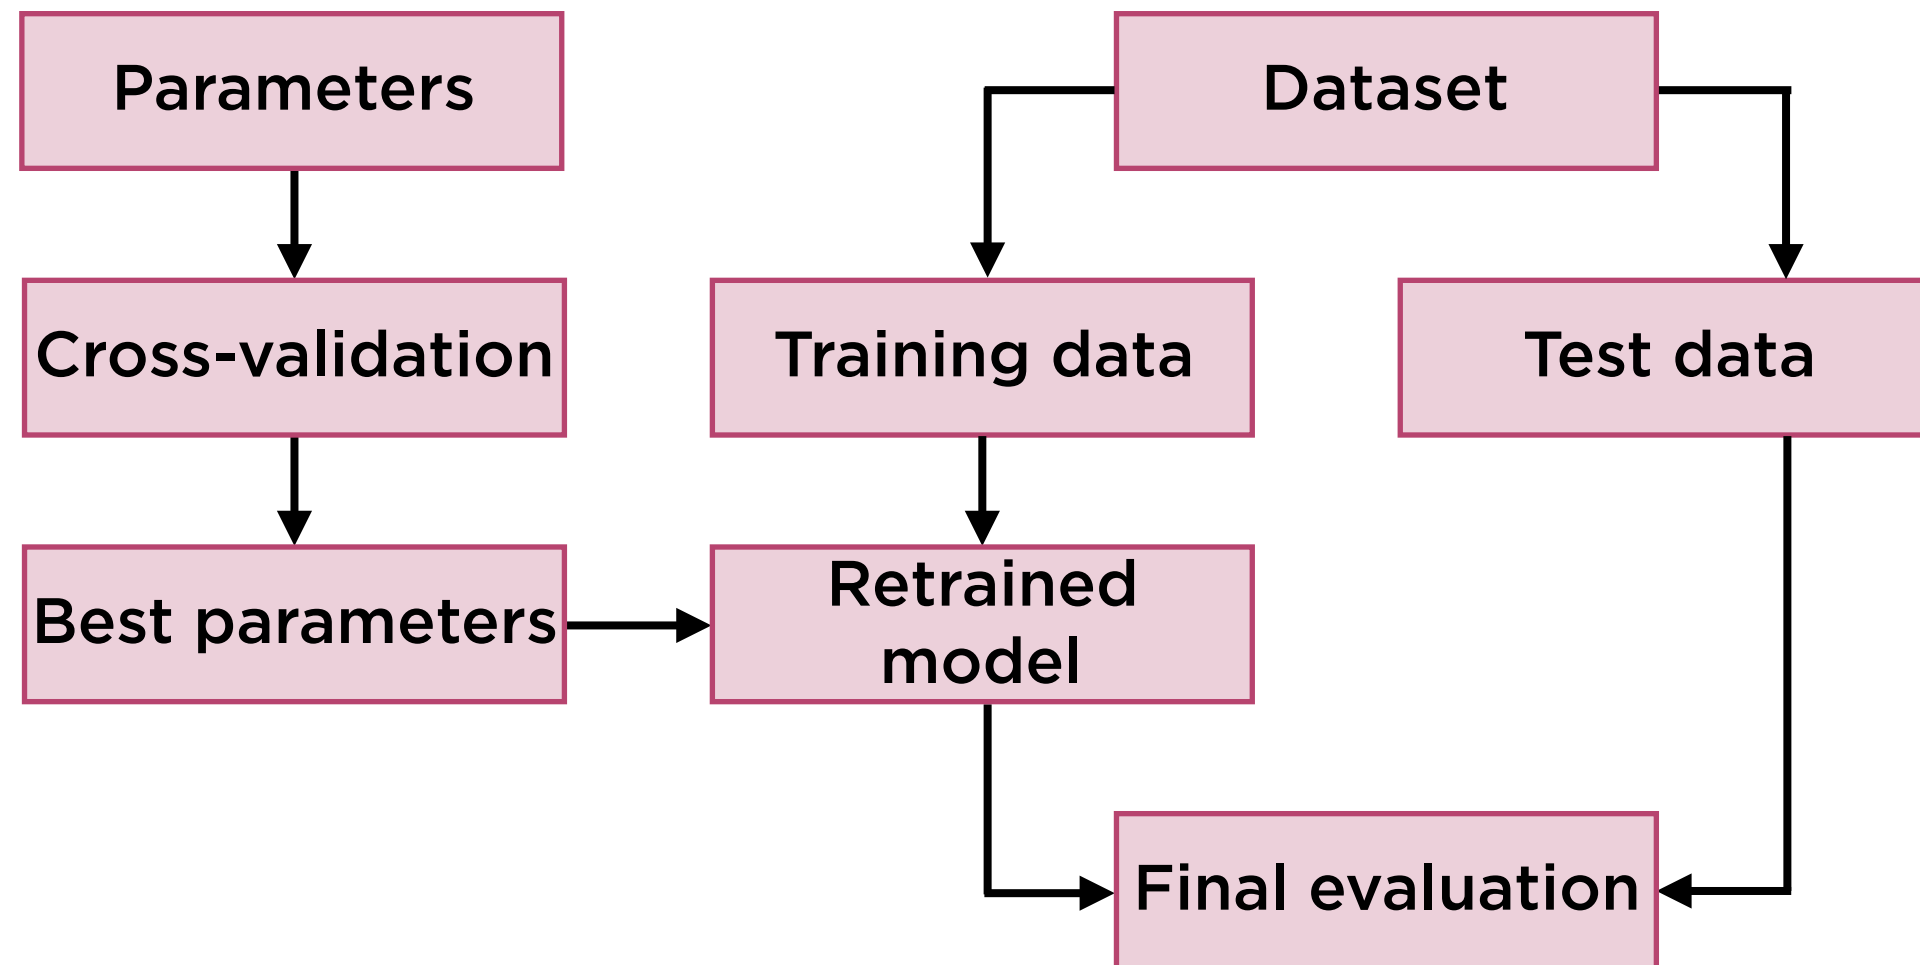 Parameters
Dataset
Cross-validation
Training data
Test data
Best parameters
Retrained
model
Final evaluation